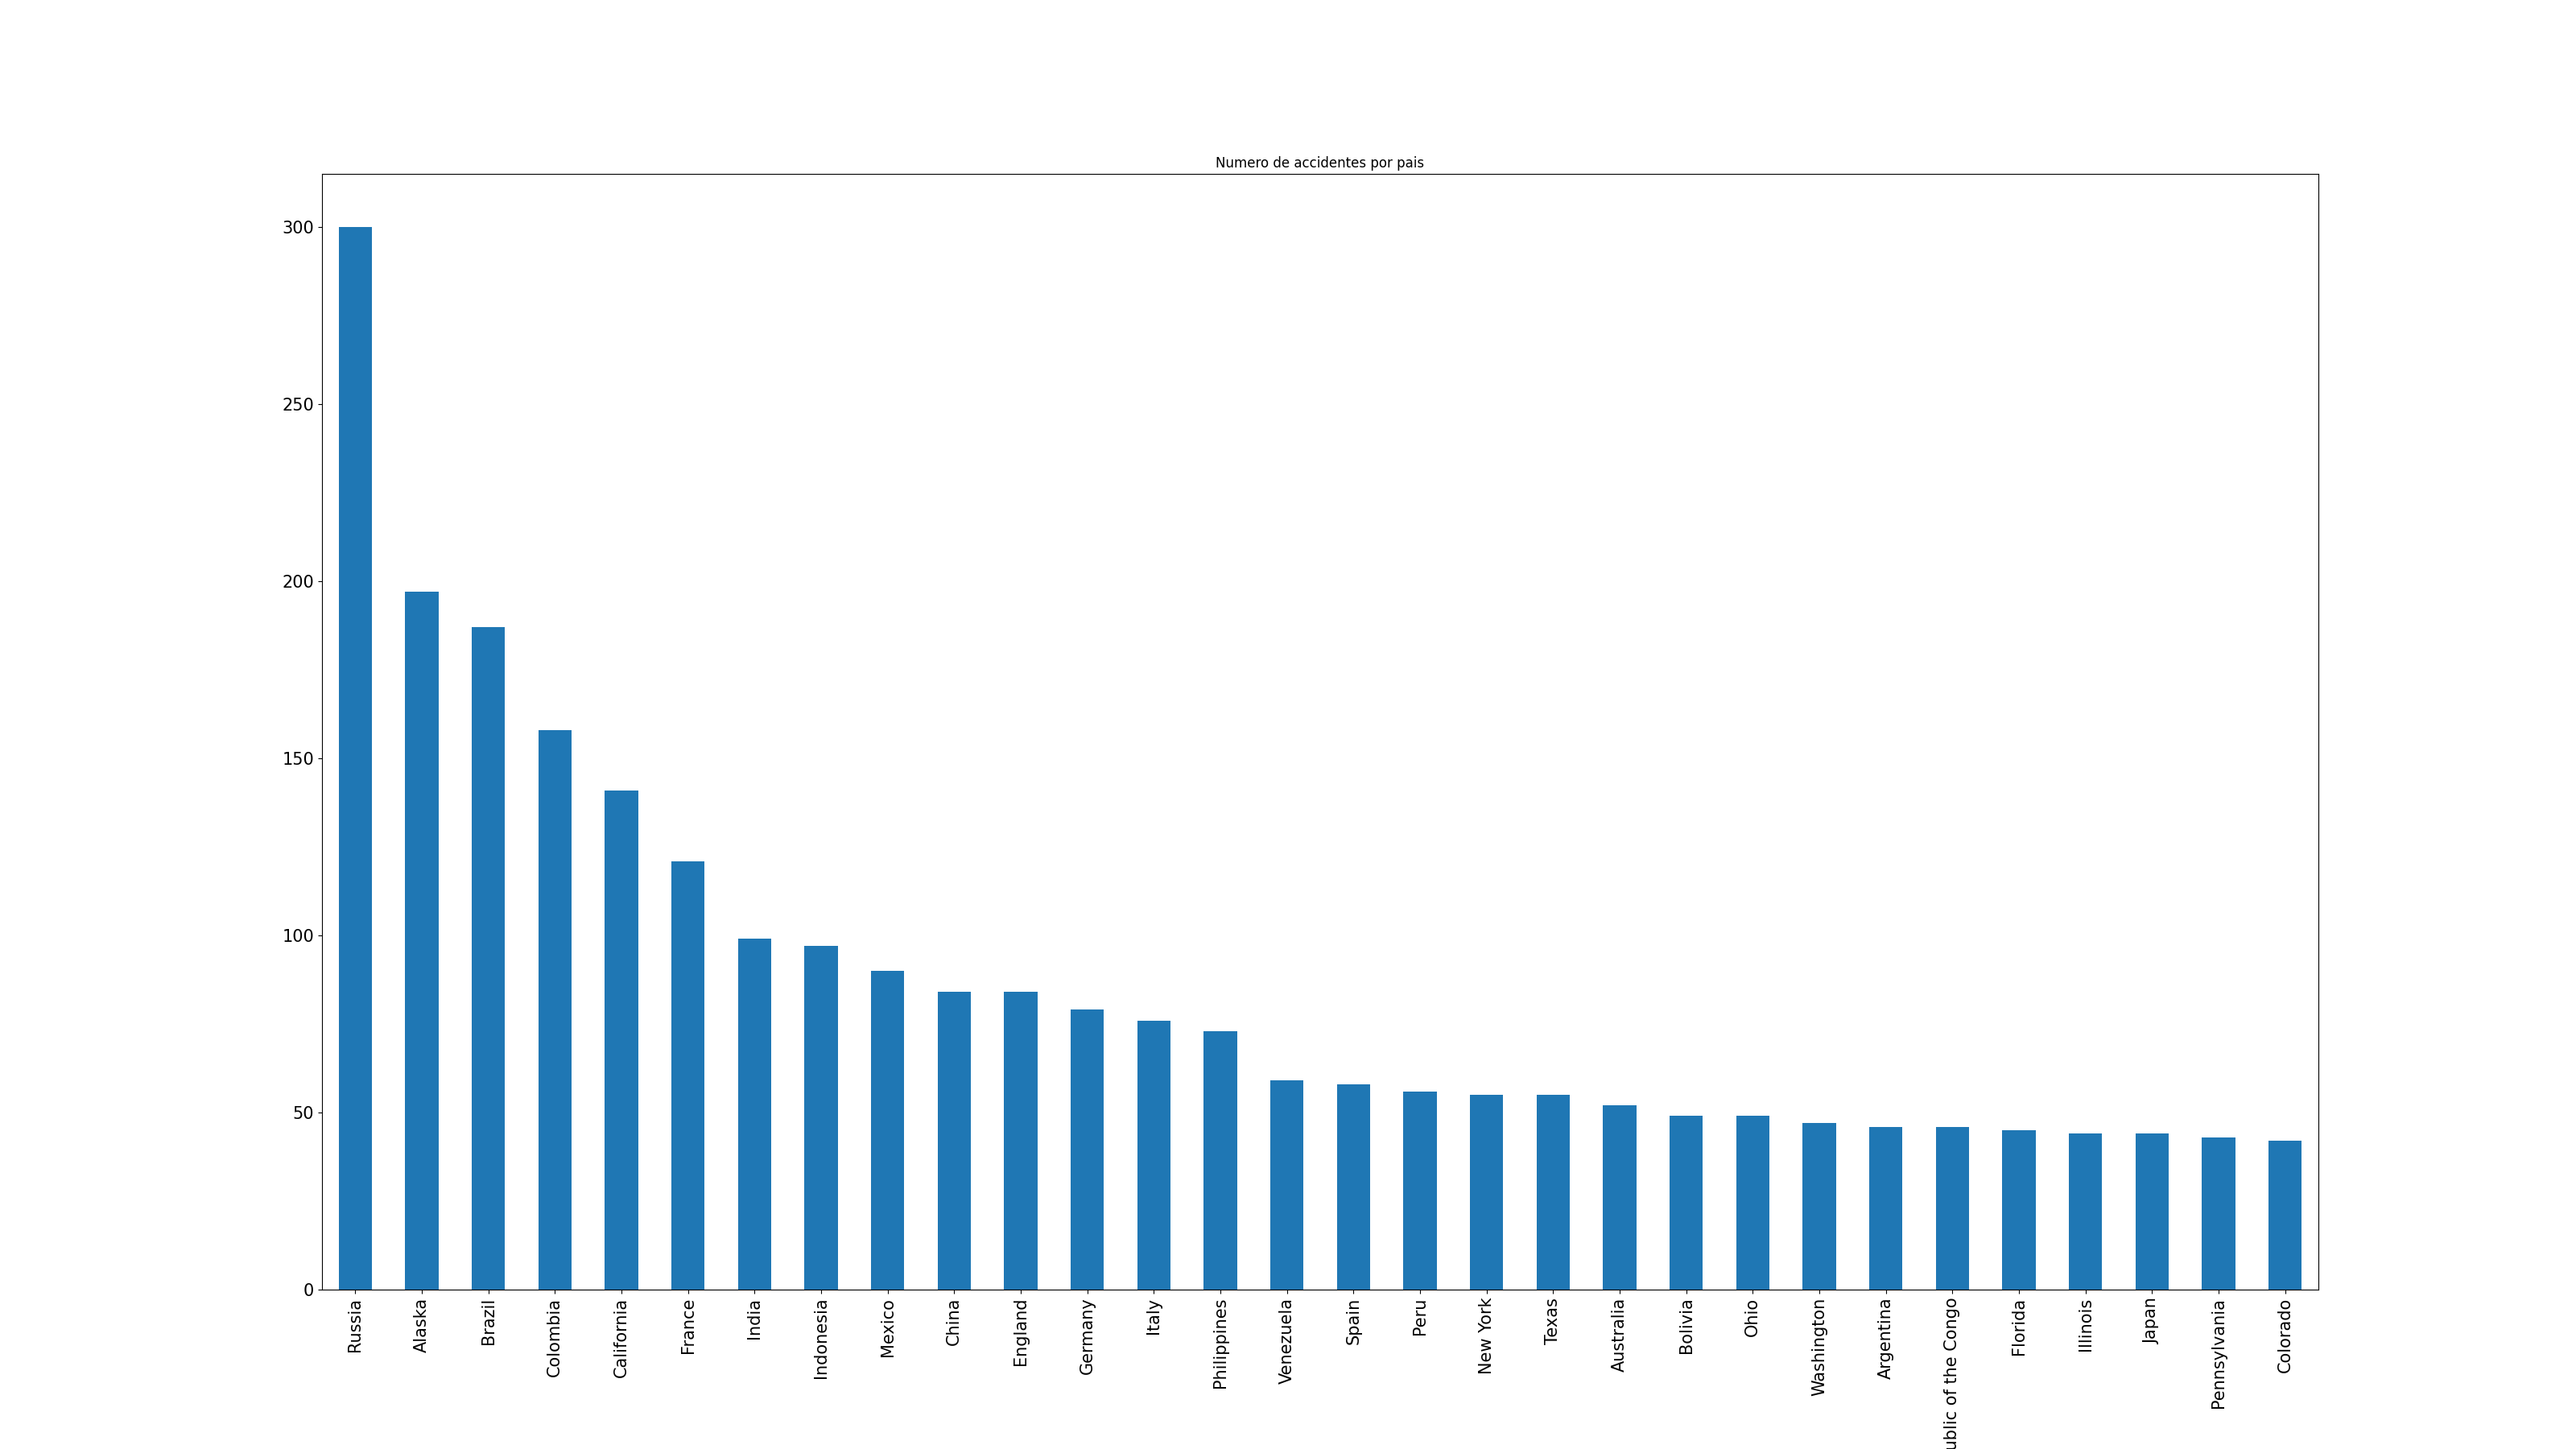 Numero de accidentes por pais
300
250
200
150
100
50
0
Russia
Alaska
Brazil
Colombia
California
France
India
Indonesia
Mexico
China
England
Germany
Italy
Philippines
Venezuela
Spain
Peru
New York
Texas
Australia
Bolivia
Ohio
Washington
Argentina
of the Congo
Florida
Illinois
Japan
Pennsylvania
Colorado